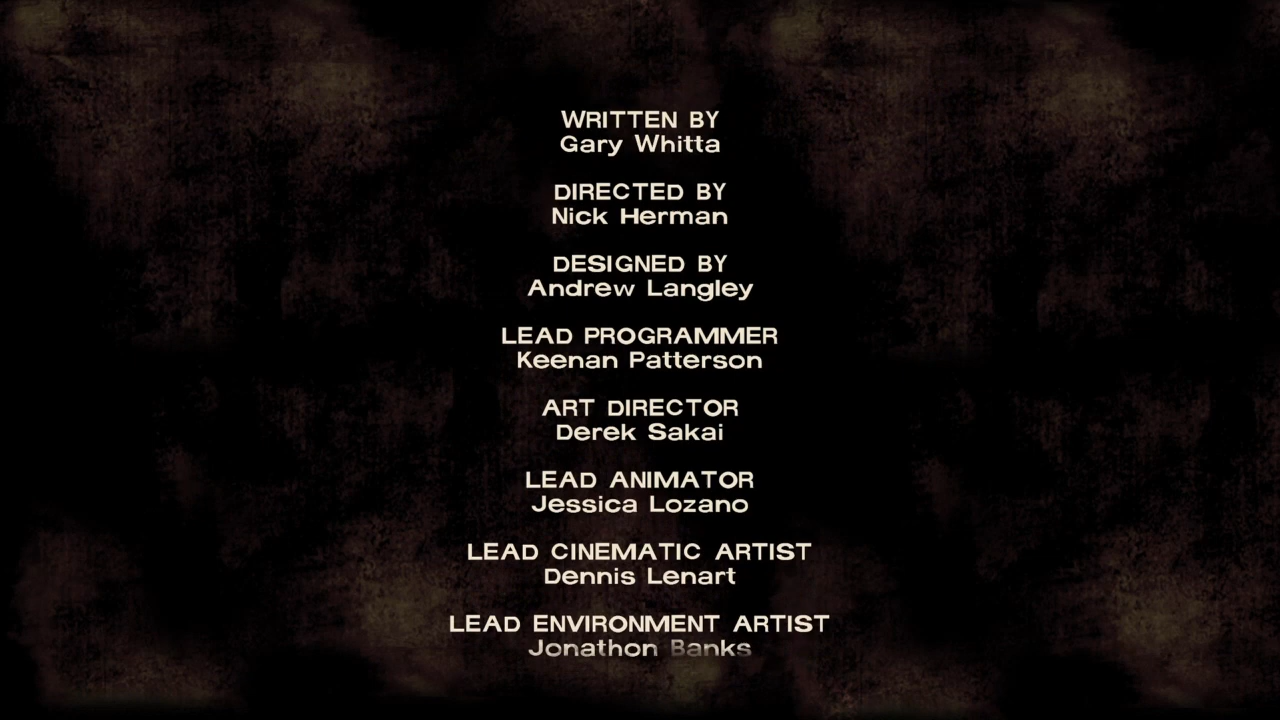 WRITTEN BY
Gary Whitta
DIRECTED BY
Nick Herman
DESIGNED BY
Andrew Langley
LEAD PROGRAMMER
Keenan Patterson
ART DIRECTOR
Derek Sakai
LEAD ANIMATOR
Jessica Lozano
LEAD CINEMATIC ARTIST
Dennis Lenart
LEAD ENVIRONMENT ARTIST
Jonathon Banks